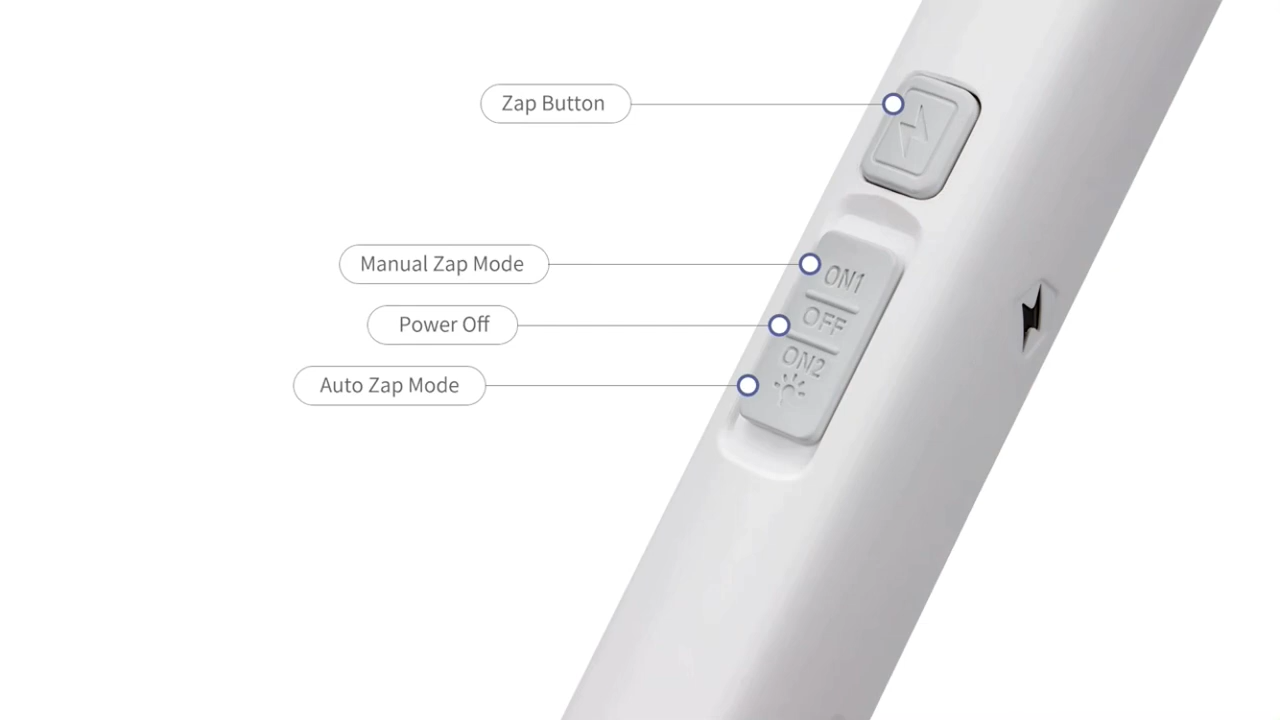 Zap Button
Manual Zap Mode
ON1
Power Off
OFF
ON2
Auto Zap Mode